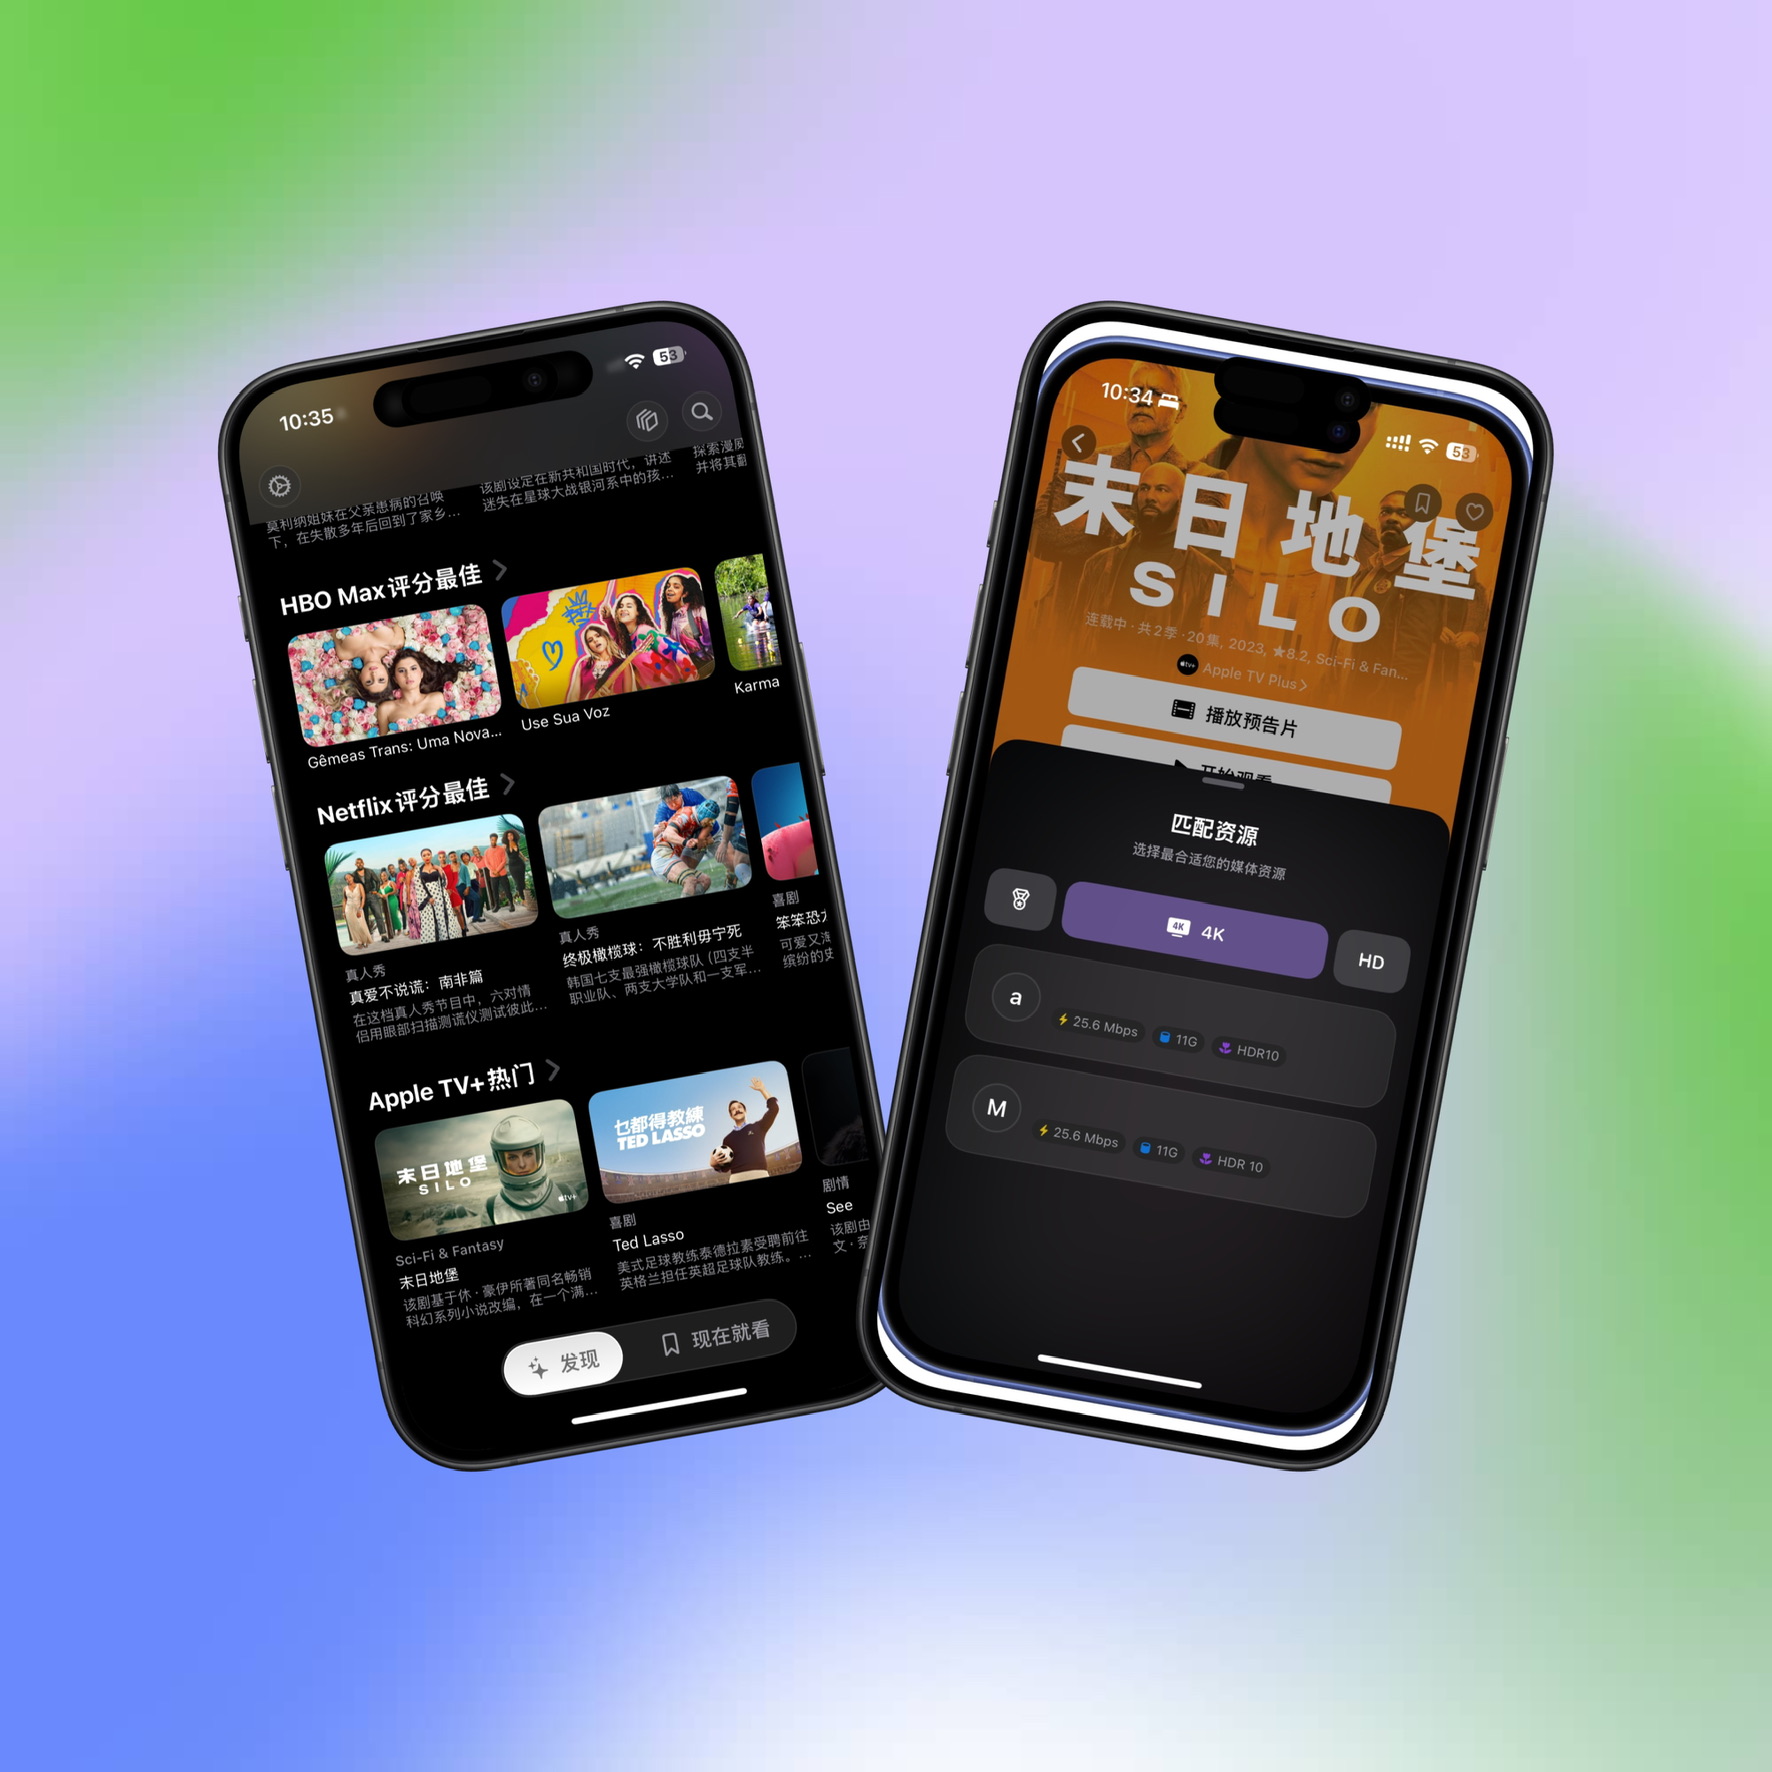 10:35
53
莫利纳姐妹在父亲患病的召唤
下，在失散多年后回到了家乡...
该剧设定在新共和国时代，讲述
迷失在星球大战银河系中的孩...
探索漫威
并将其翻
HBO Max评分最佳
Gêmeas Trans: Uma Nova...
Use Sua Voz
Karma
Netflix评分最佳
真人秀
真爱不说谎：南非篇
在这档真人秀节目中，六对情
侣用眼部扫描测谎仪测试彼此...
真人秀
终极橄榄球：不胜利毋宁死
韩国七支最强橄榄球队（四支半
职业队、两支大学队和一支军...
喜剧
笨笨恐龙
可爱又滑
缤纷的史
Apple TV+热门
末日地堡
SILO
tv+
Sci-Fi & Fantasy
末日地堡
该剧基于休·豪伊所著同名畅销
科幻系列小说改编，在一个满...
乜都得教練
TED LASSO
喜剧
Ted Lasso
美式足球教练泰德拉素受聘前往
英格兰担任英超足球队教练。...
剧情
See
该剧由
文·奈
发现
现在就看
10:34
53
末日地堡
SILO
连载中·共2季·20集, 2023, ★8.2, Sci-Fi & Fan...
tv+ Apple TV Plus
播放预告片
开始观看
匹配资源
选择最合适您的媒体资源
4K 4K
HD
a
25.6 Mbps 11G HDR10
M
25.6 Mbps 11G HDR 10